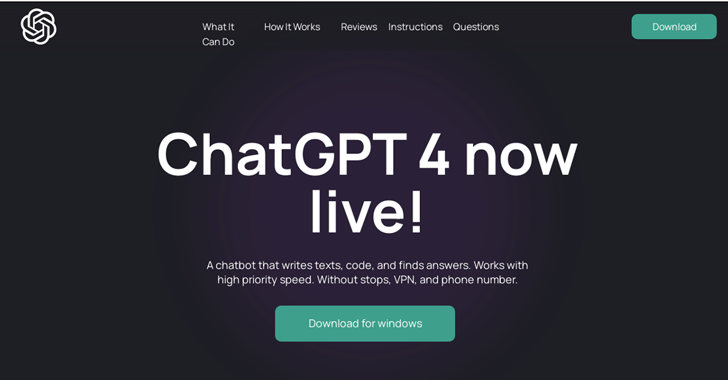 What It
Can Do
How It Works
Reviews
Instructions
Questions
Download
ChatGPT 4 now
live!
A chatbot that writes texts, code, and finds answers. Works with
high priority speed. Without stops, VPN, and phone number.
Download for windows